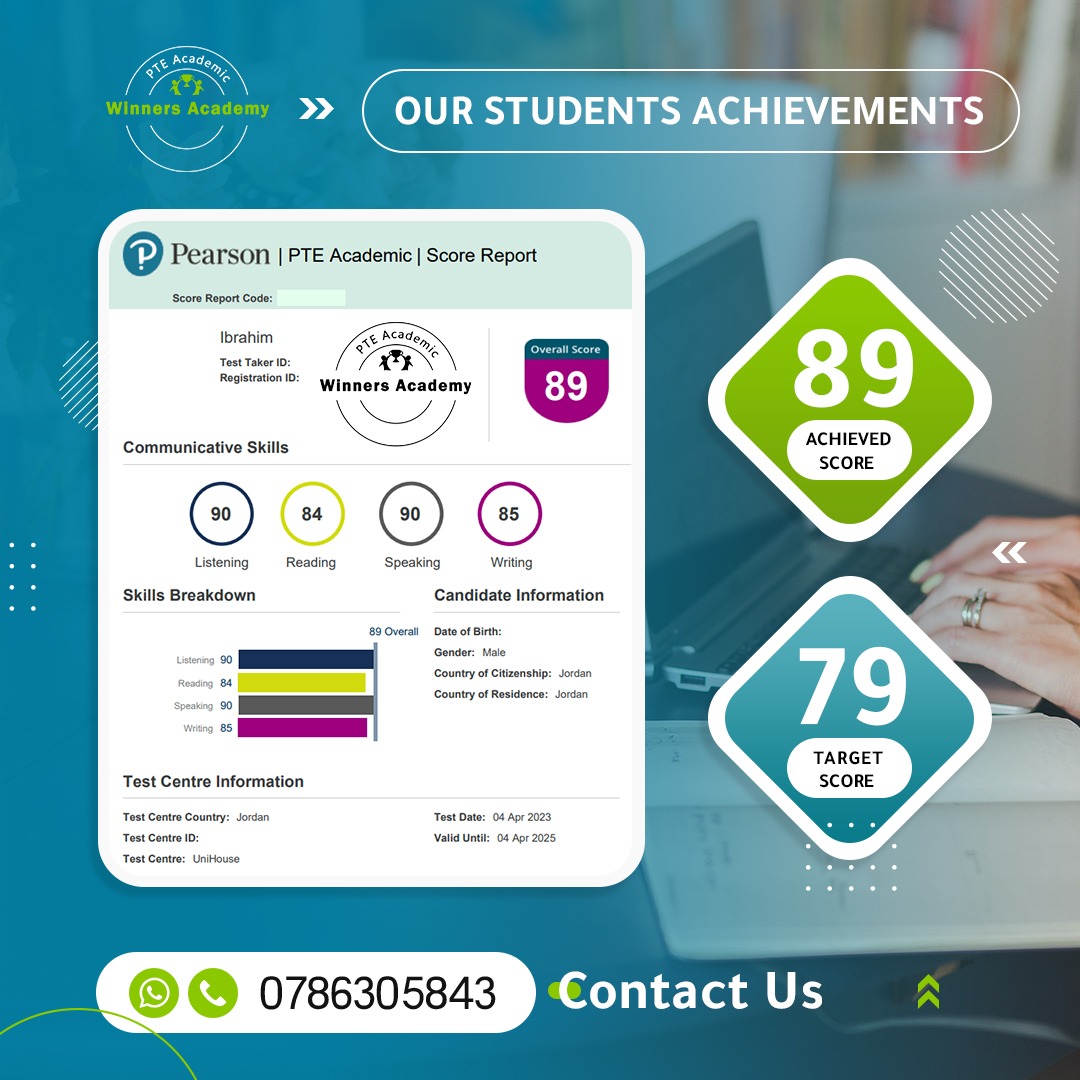 PTE Academic
Winners Academy
OUR STUDENTS ACHIEVEMENTS
Pearson | PTE Academic | Score Report
Score Report Code:
Ibrahim
Test Taker ID:
Registration ID:
PTE Academic
Winners Academy
Overall Score
89
Communicative Skills
90 84 90 85
Listening Reading Speaking Writing
Skills Breakdown
89 Overall
Listening 90
Reading 84
Speaking 90
Writing 85
Candidate Information
Date of Birth:
Gender: Male
Country of Citizenship: Jordan
Country of Residence: Jordan
Test Centre Information
Test Centre Country: Jordan
Test Centre ID:
Test Centre: UniHouse
Test Date: 04 Apr 2023
Valid Until: 04 Apr 2025
89
ACHIEVED
SCORE
79
TARGET
SCORE
0786305843
Contact Us